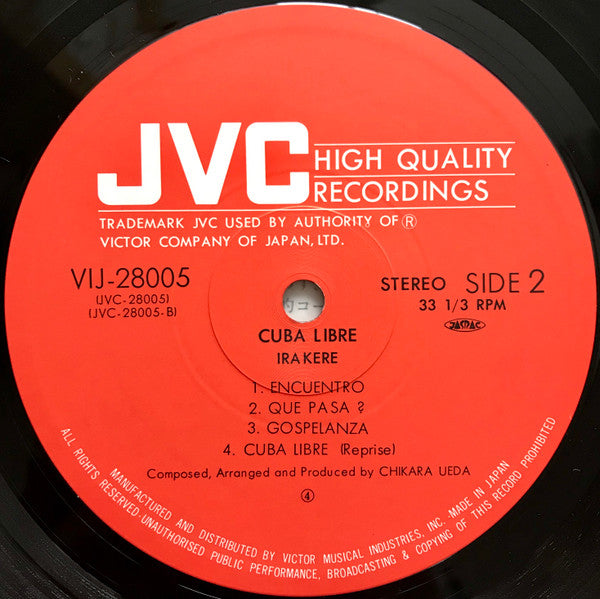 JVC
HIGH QUALITY
RECORDINGS
TRADEMARK JVC USED BY AUTHORITY OF Ⓡ
VICTOR COMPANY OF JAPAN, LTD.
VIJ-28005
(JVC-28005)
(JVC-28005-B)
STEREO SIDE 2
33 1/3 RPM
JASRAC
CUBA LIBRE
IRAKERE
1. ENCUENTRO
2. QUE PASA ?
3. GOSPELANZA
4. CUBA LIBRE (Reprise)
Composed, Arranged and Produced by CHIKARA UEDA
④
MANUFACTURED AND DISTRIBUTED BY VICTOR MUSICAL INDUSTRIES, INC. MADE IN JAPAN
ALL RIGHTS RESERVED-UNAUTHORISED PUBLIC PERFORMANCE, BROADCASTING & COPYING OF THIS RECORD PROHIBITED